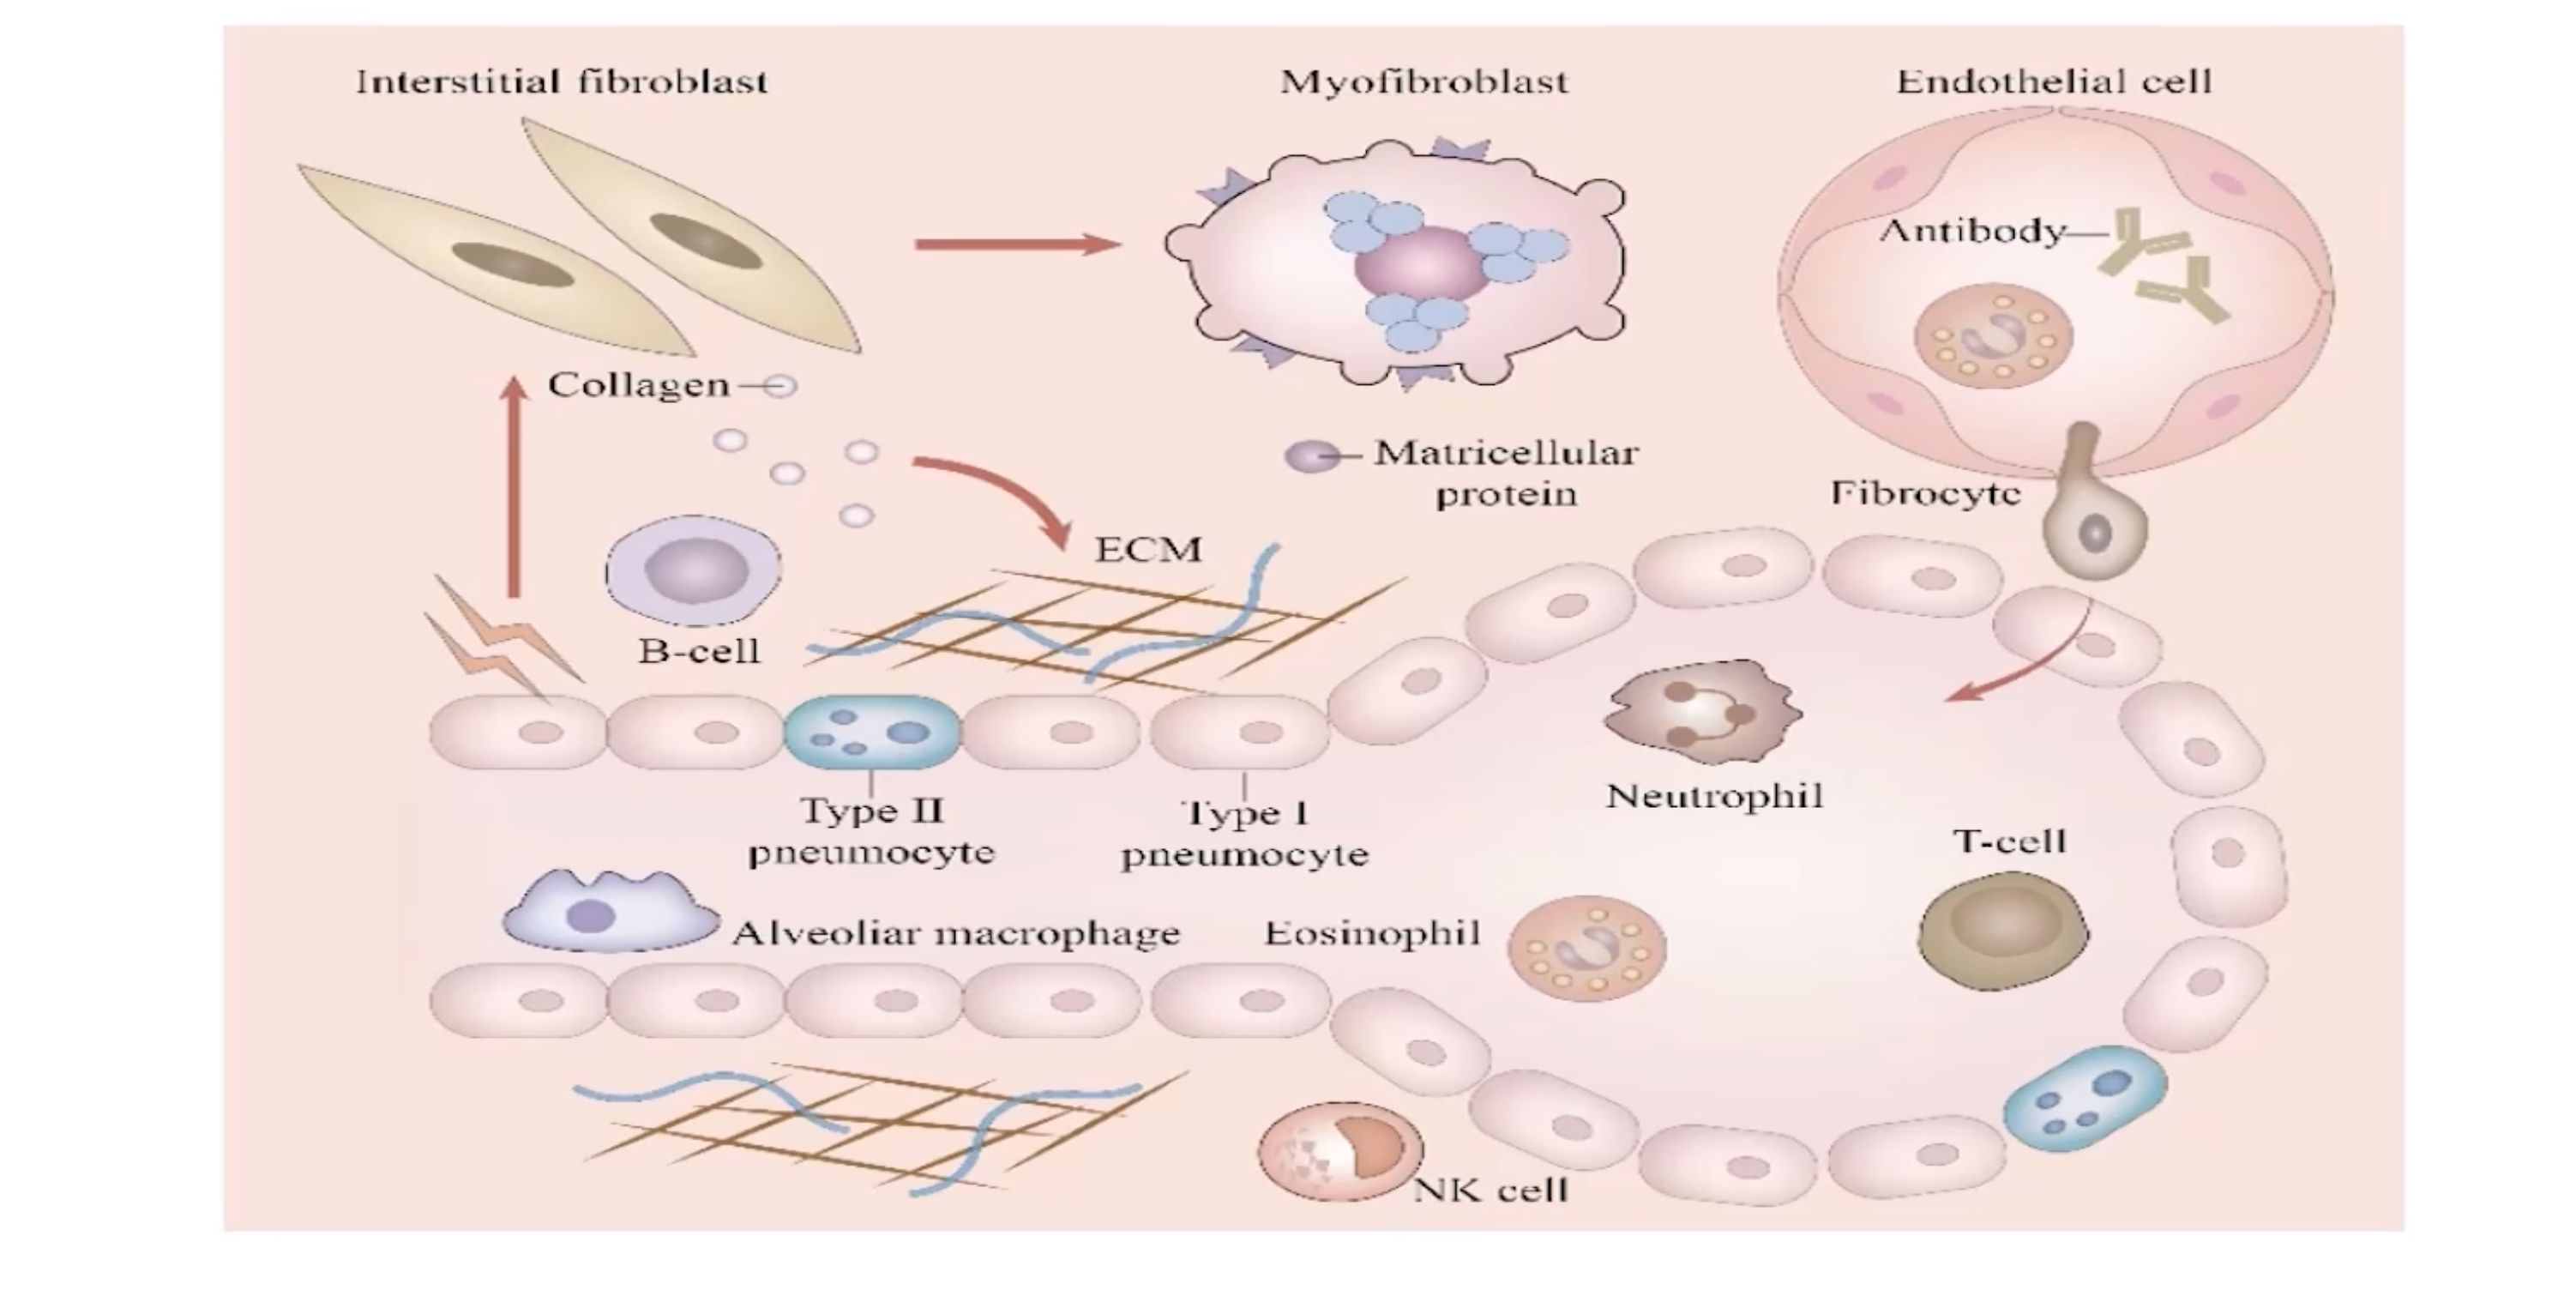 Interstitial fibroblast
Myofibroblast
Endothelial cell
Antibody
Collagen
Matricellular
protein
Fibrocyte
ECM
B-cell
Neutrophil
Type II
pneumocyte
Type I
pneumocyte
T-cell
Alveoliar macrophage
Eosinophil
NK cell